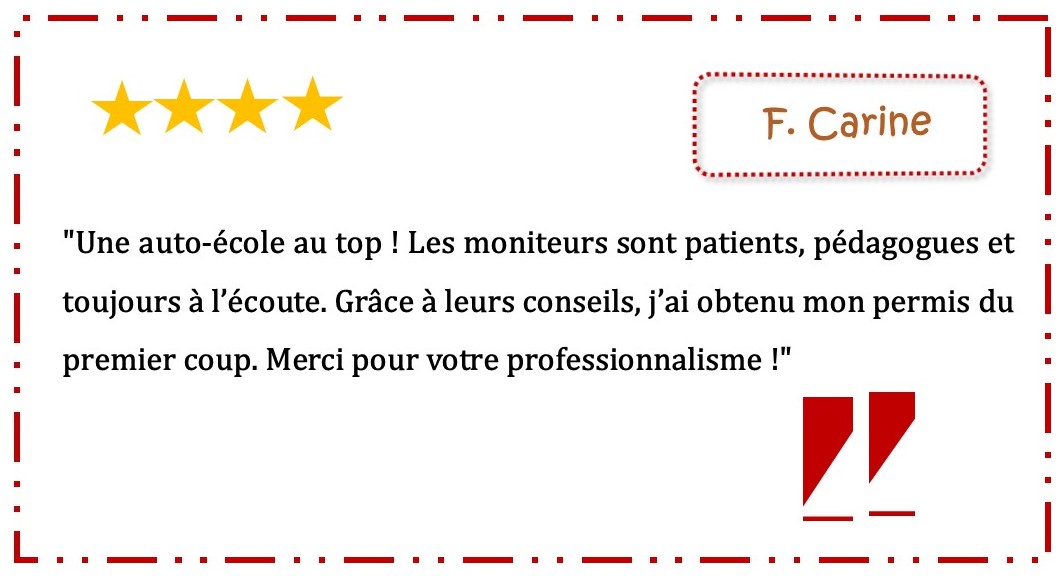 F. Carine
"Une auto-école au top ! Les moniteurs sont patients, pédagogues et
toujours à l’écoute. Grâce à leurs conseils, j’ai obtenu mon permis du
premier coup. Merci pour votre professionnalisme !"